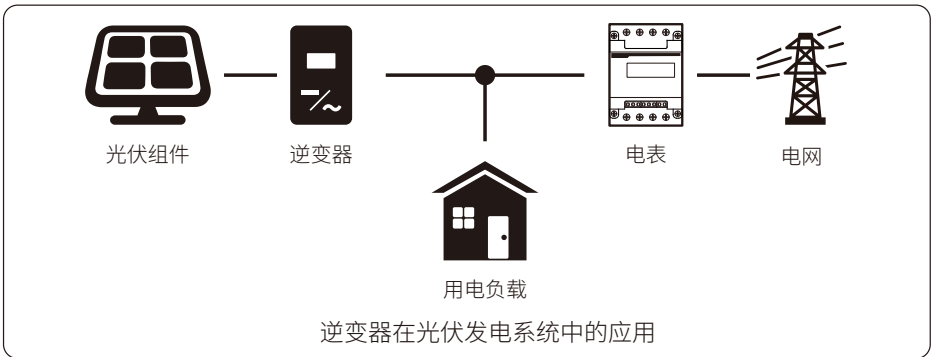 光伏组件
逆变器
电表
电网
用电负载
逆变器在光伏发电系统中的应用